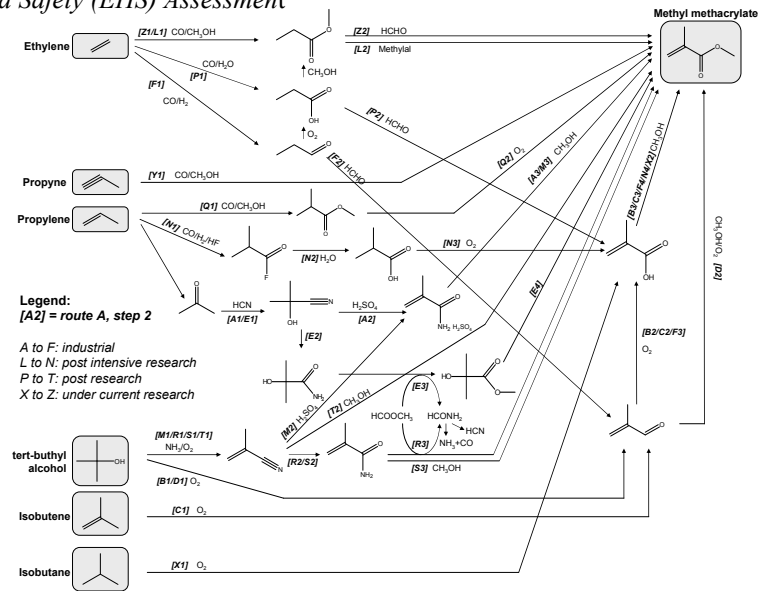 d Safety (EHS) Assessment
Methyl methacrylate
Ethylene
[Z1/L1] CO/CH3OH
[Z2] HCHO
[L2] Methylal
CO/H2O
[P1]
[F1]
CO/H2
CH3OH
O
O
O
OH
O2
O
[P2] HCHO
[F2] HCHO
[Q2] O2
[A3/M3] CH3OH
[B3/C3/F4/N4/X2] CH3OH
Propyne
[Y1] CO/CH3OH
Propylene
[Q1] CO/CH3OH
O
O
[N1] CO/H2/HF
O
F
[N2] H2O
O
OH
[N3] O2
O
OH
CH3OH/O2 [D2]
Legend:
[A2] = route A, step 2
A to F: industrial
L to N: post intensive research
P to T: post research
X to Z: under current research
O
HCN
[A1/E1]
N
OH
H2SO4
[A2]
O
NH2 H2SO4
[E2]
[E4]
[B2/C2/F3]
O2
HO
O
NH2
[M2] H2SO4
[T2] CH3OH
[E3]
HO
O
O
HCOOCH3
HCONH2
HCN
NH3+CO
[R3]
[S3] CH3OH
O
tert-buthyl
alcohol
OH
[M1/R1/S1/T1]
NH3/O2
N
[R2/S2]
O
NH2
[B1/D1] O2
Isobutene
[C1] O2
Isobutane
[X1] O2